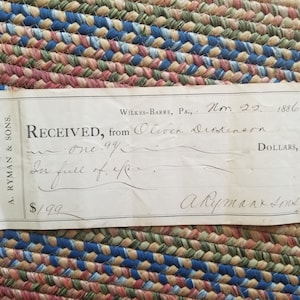 A. RYMAN & SONS.
WILKES-BARRE, PA., Nov. 22 1886
RECEIVED, from Oliver Dickenson
one 99 DOLLARS,
In full of a/c.
$1.99 A Ryman & Sons